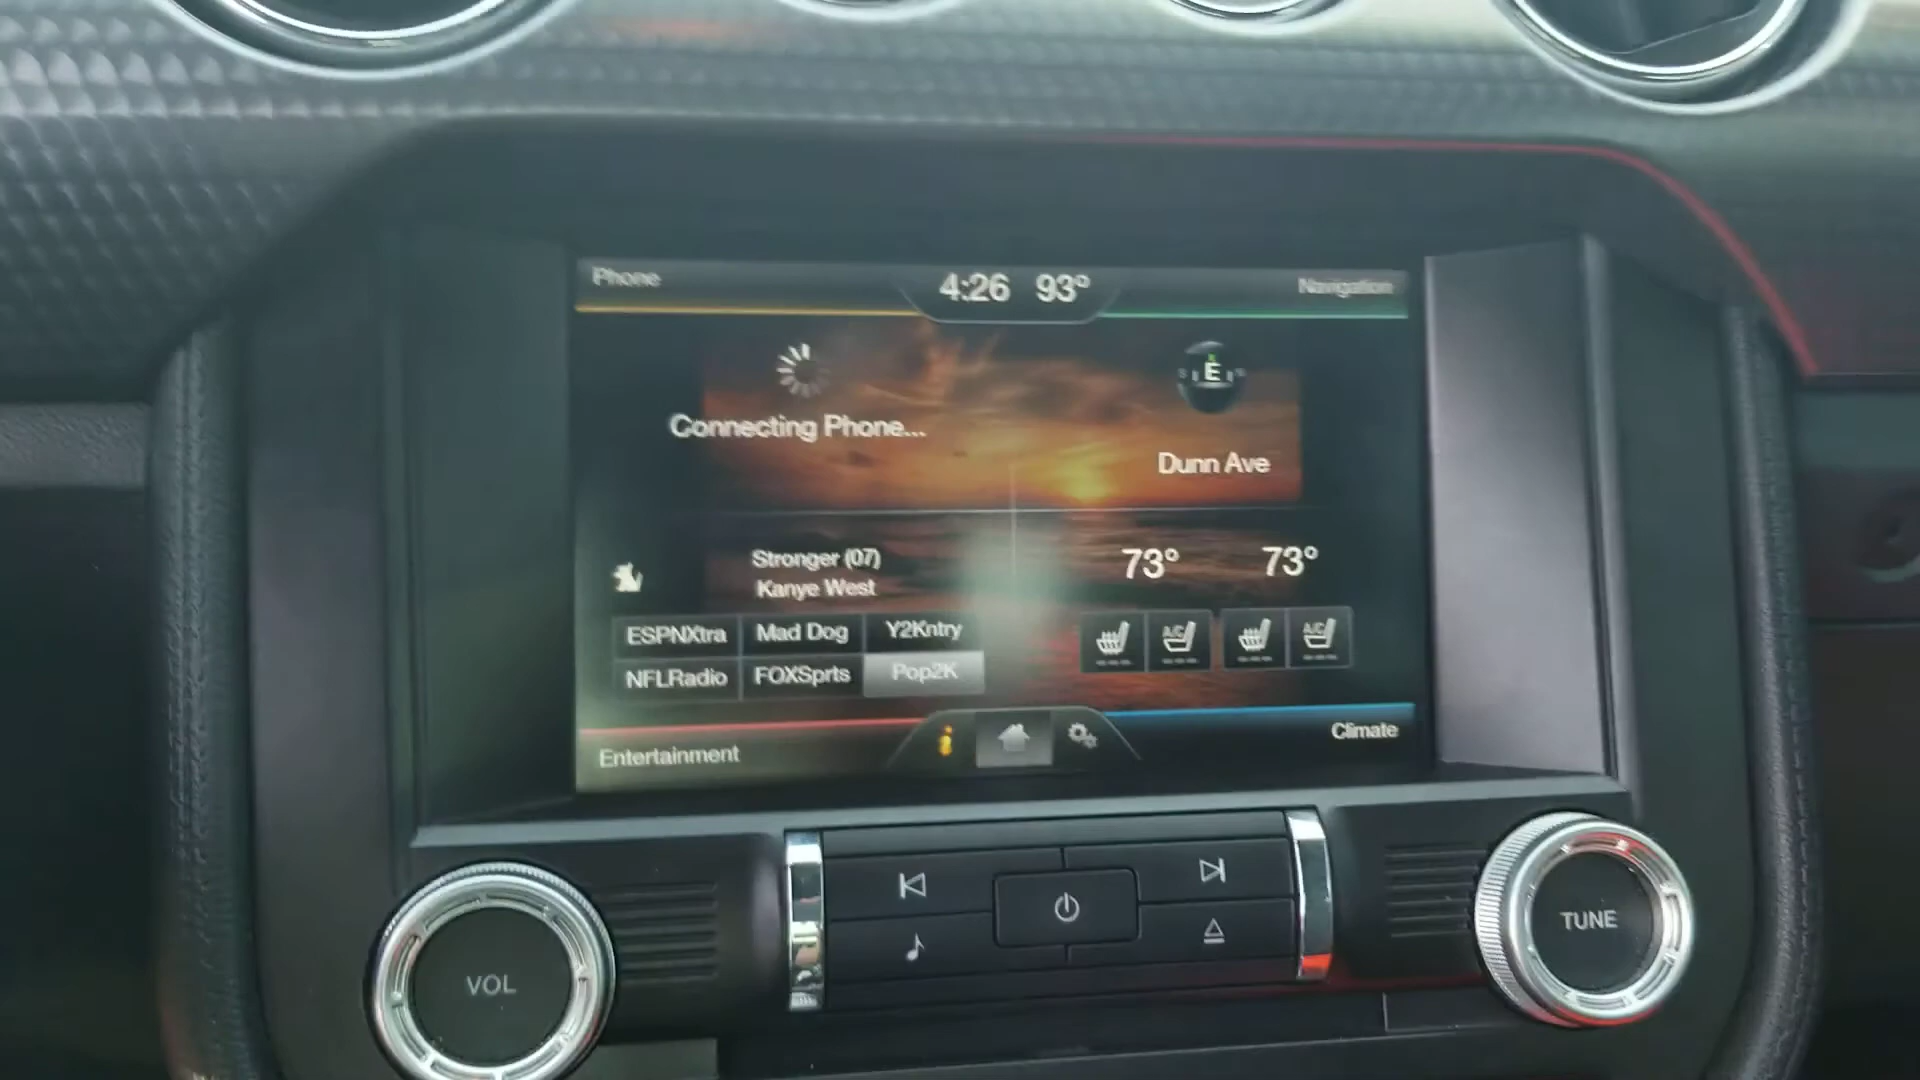 Phone
4:26 93°
Navigation
E
Connecting Phone...
Dunn Ave
Stronger (07)
Kanye West
73° 73°
ESPNXtra Mad Dog Y2Kntry
NFLRadio FOXSprts Pop2K
A/C A/C
Entertainment
i
Climate
VOL
TUNE